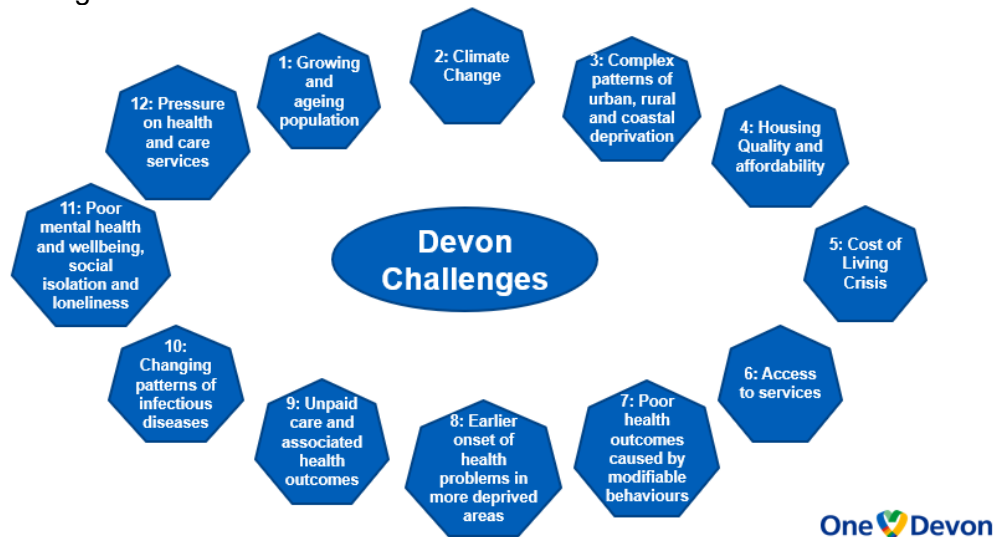 Devon
Challenges
1: Growing
and
ageing
population
2: Climate
Change
3: Complex
patterns of
urban, rural
and coastal
deprivation
4: Housing
Quality and
affordability
5: Cost of
Living
Crisis
6: Access
to services
7: Poor
health
outcomes
caused by
modifiable
behaviours
8: Earlier
onset of
health
problems in
more deprived
areas
9: Unpaid
care and
associated
health
outcomes
10:
Changing
patterns of
infectious
diseases
11: Poor
mental health
and wellbeing,
social
isolation and
loneliness
12: Pressure
on health
and care
services
One Devon